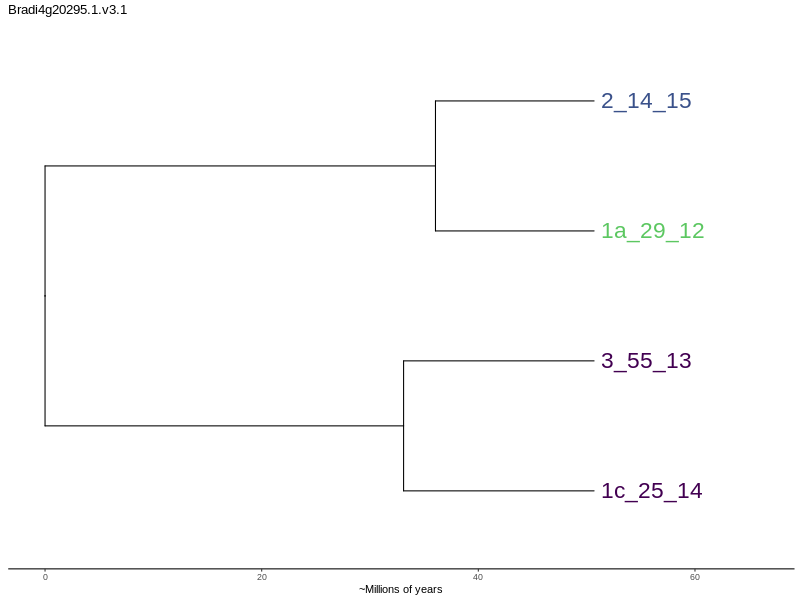 Bradi4g20295.1.v3.1
2_14_15
1a_29_12
3_55_13
1c_25_14
0 20 40 60
~Millions of years